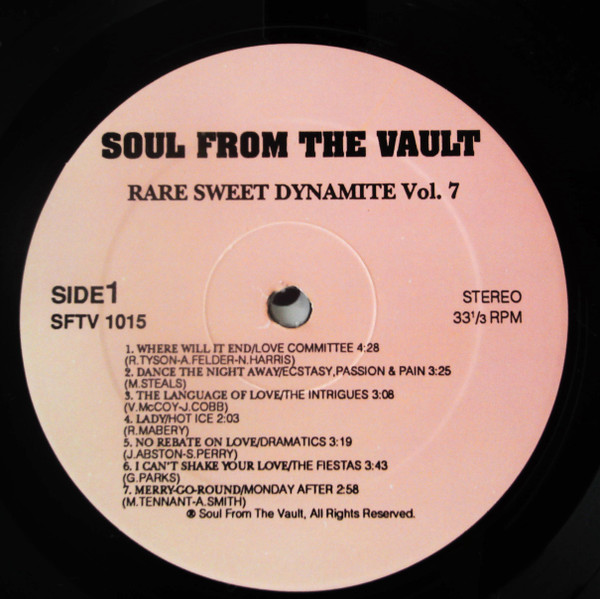 SOUL FROM THE VAULT
RARE SWEET DYNAMITE Vol. 7
SIDE 1
SFTV 1015
STEREO
33 1/3 RPM
1. WHERE WILL IT END/LOVE COMMITTEE 4:28
(R.TYSON-A.FELDER-N.HARRIS)
2. DANCE THE NIGHT AWAY/ECSTASY,PASSION & PAIN 3:25
(M.STEALS)
3. THE LANGUAGE OF LOVE/THE INTRIGUES 3:08
(V.McCOY-J.COBB)
4. LADY/HOT ICE 2:03
(R.MABERY)
5. NO REBATE ON LOVE/DRAMATICS 3:19
(J.ABSTON-S.PERRY)
6. I CAN'T SHAKE YOUR LOVE/THE FIESTAS 3:43
(G.PARKS)
7. MERRY-GO-ROUND/MONDAY AFTER 2:58
(M.TENNANT-A.SMITH)
® Soul From The Vault, All Rights Reserved.